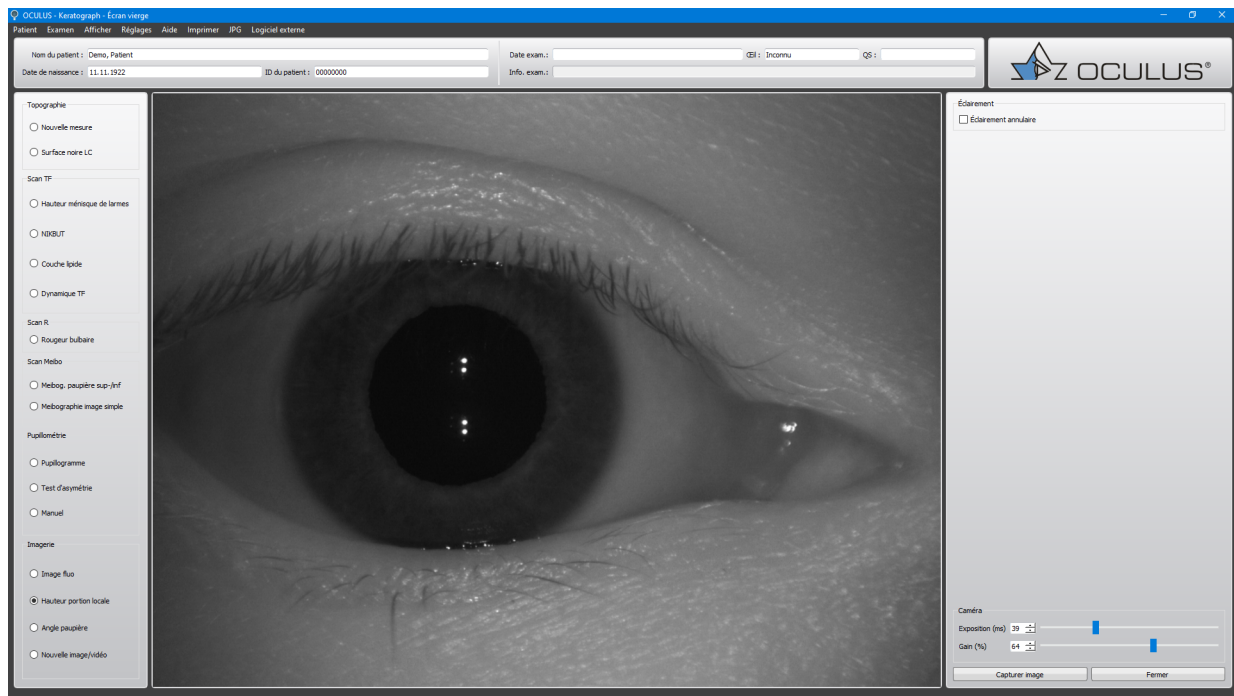 OCULUS - Keratograph - Écran vierge
Patient Examen Afficher Réglages Aide Imprimer JPG Logiciel externe
Nom du patient : Demo, Patient
Date de naissance : 11.11.1922 ID du patient : 00000000
Date exam.: Œil : Inconnu QS :
Info. exam.:
OCULUS®
Topographie
Nouvelle mesure
Surface noire LC
Scan TF
Hauteur ménisque de larmes
NIKBUT
Couche lipide
Dynamique TF
Scan R
Rougeur bulbaire
Scan Meibo
Meibog. paupière sup-/inf
Meibographie image simple
Pupillométrie
Pupillogramme
Test d'asymétrie
Manuel
Imagerie
Image fluo
Hauteur portion locale
Angle paupière
Nouvelle image/vidéo
Éclairement
Éclairement annulaire
Caméra
Exposition (ms) 39
Gain (%) 64
Capturer image Fermer